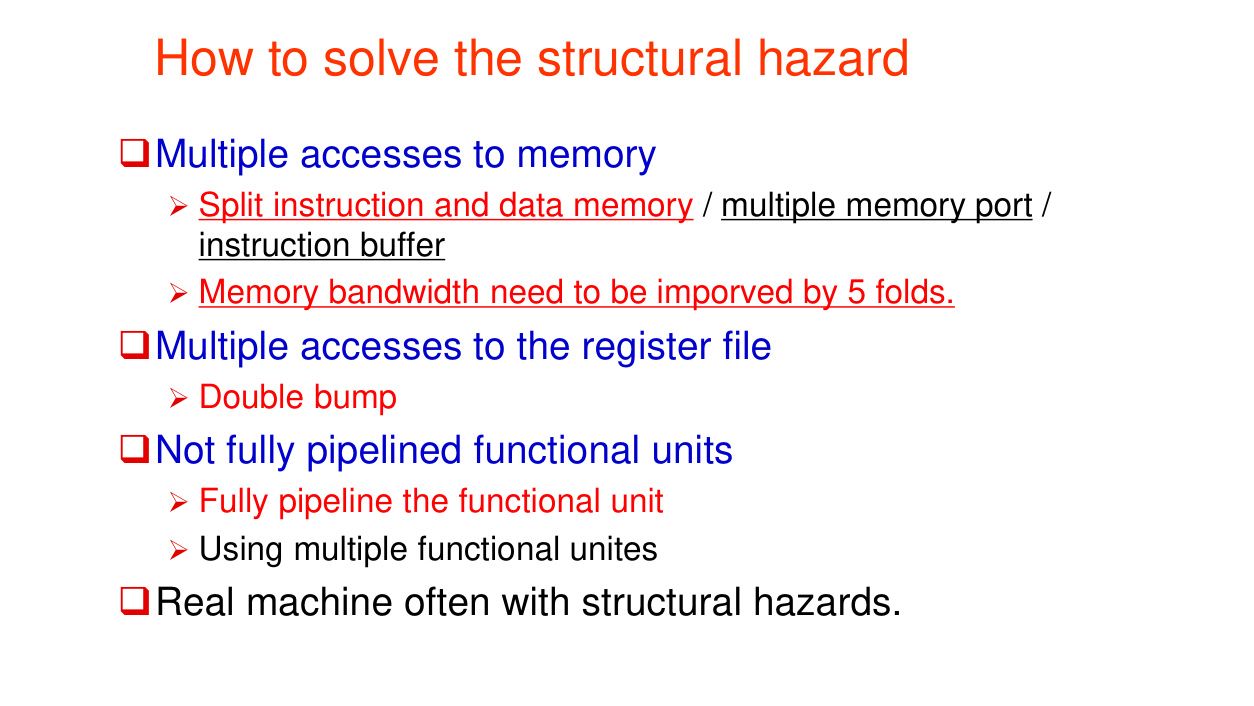 How to solve the structural hazard
Multiple accesses to memory
Split instruction and data memory / multiple memory port /
instruction buffer
Memory bandwidth need to be imporved by 5 folds.
Multiple accesses to the register file
Double bump
Not fully pipelined functional units
Fully pipeline the functional unit
Using multiple functional unites
Real machine often with structural hazards.